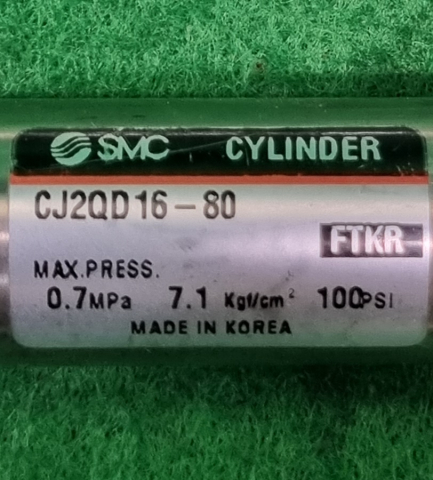 SMC CYLINDER
CJ2QD16-80
FTKR
MAX.PRESS.
0.7MPa 7.1 Kgf/cm² 100PSI
MADE IN KOREA